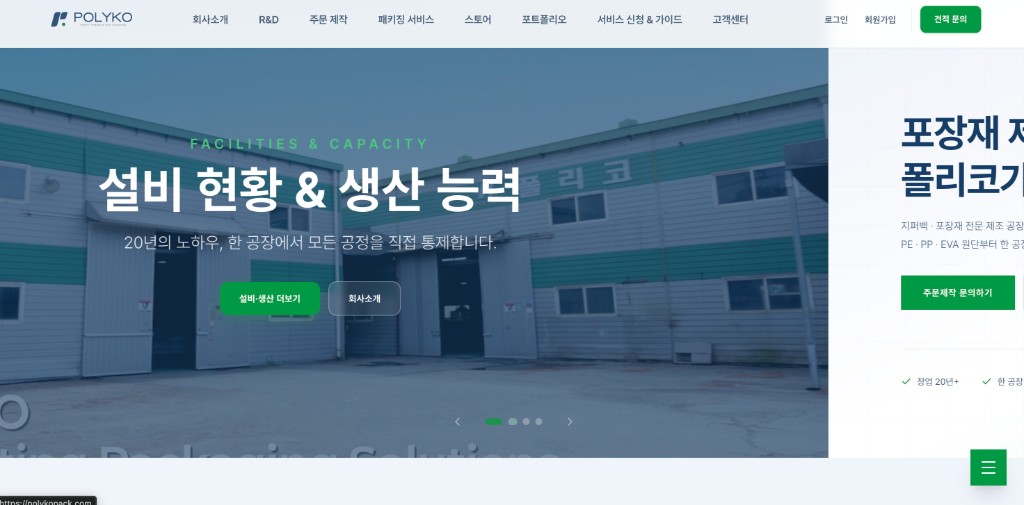 POLYKO
회사소개
R&D
주문 제작
패키징 서비스
스토어
포트폴리오
서비스 신청 & 가이드
고객센터
로그인
회원가입
견적 문의
FACILITIES & CAPACITY
설비 현황 & 생산 능력
폴리코
20년의 노하우, 한 공장에서 모든 공정을 직접 통제합니다.
설비·생산 더보기
회사소개
포장재 제
폴리코가
지퍼백 · 포장재 전문 제조 공장
PE · PP · EVA 원단부터 한 공장
주문제작 문의하기
창업 20년+
한 공장
O
ting Packaging Solutions
https://polykopack.com